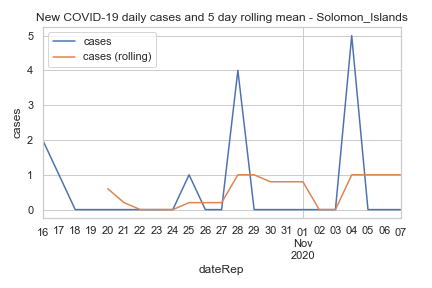 New COVID-19 daily cases and 5 day rolling mean - Solomon_Islands
cases
cases (rolling)
5
4
3
2
1
0
cases
16 17 18 19 20 21 22 23 24 25 26 27 28 29 30 31 01 02 03 04 05 06 07
Nov
2020
dateRep